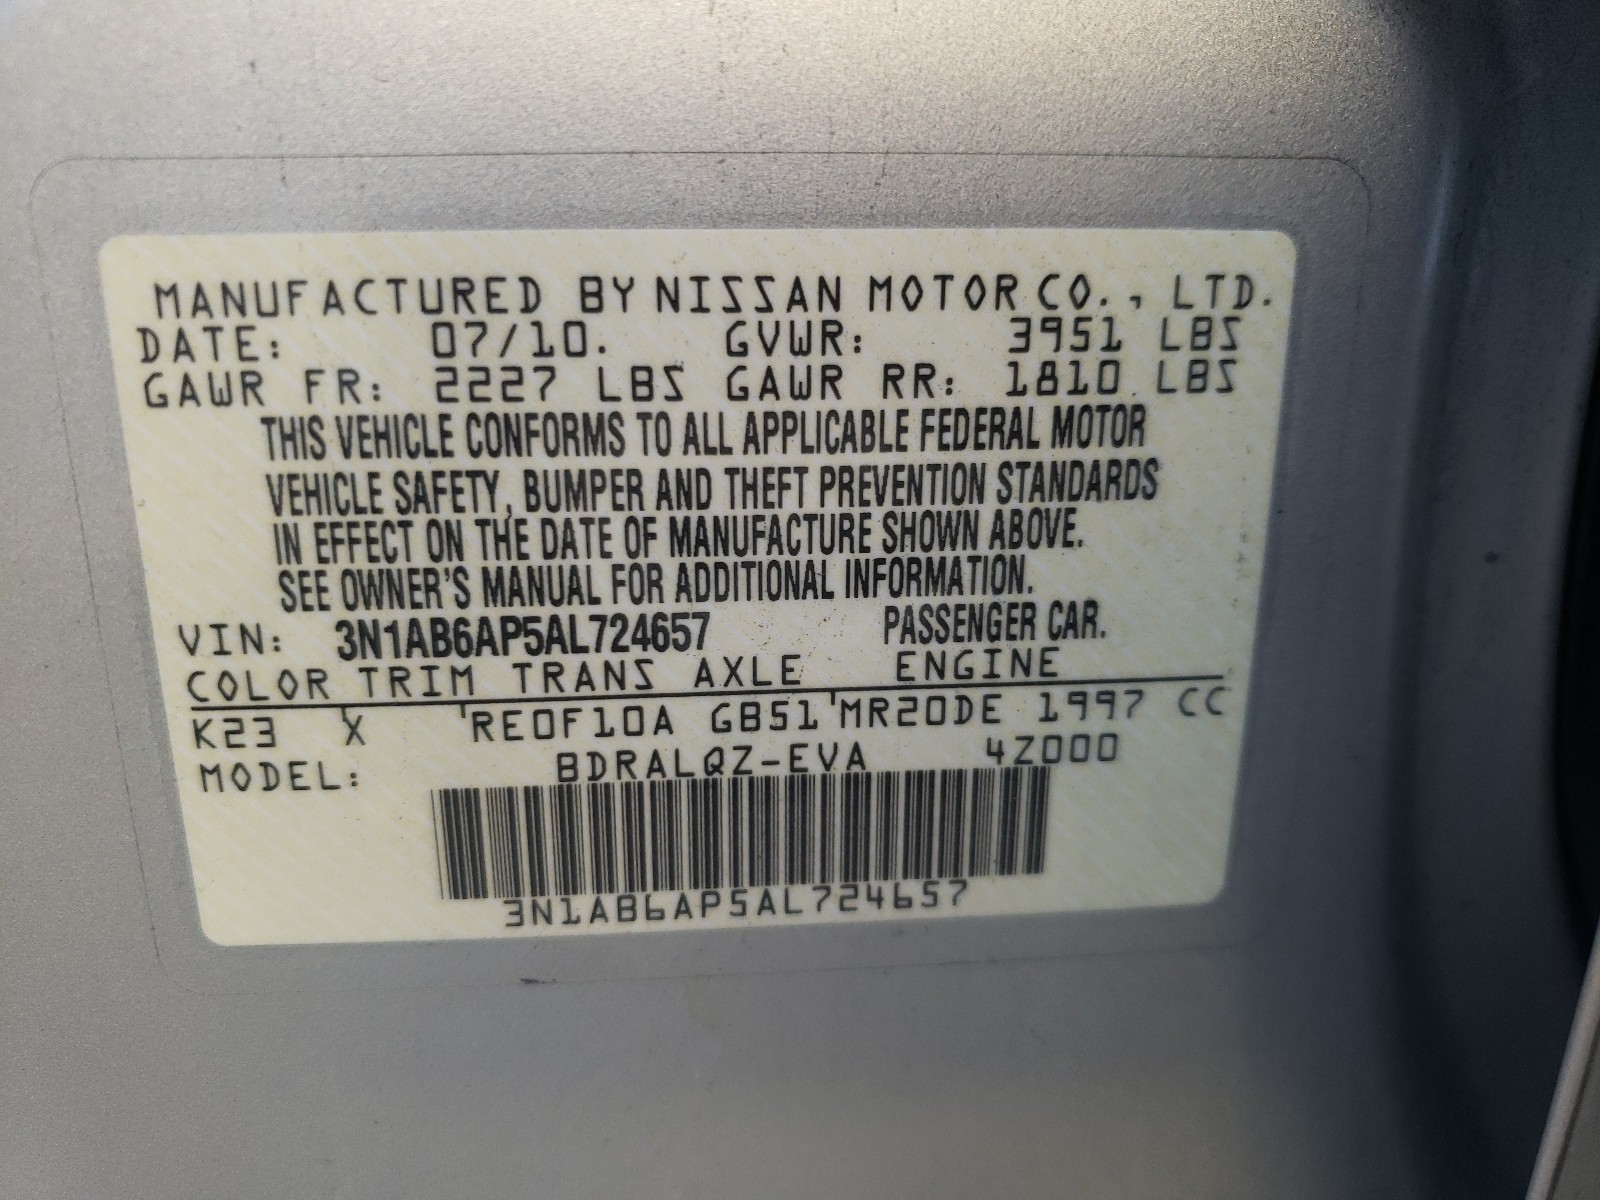 MANUFACTURED BY NISSAN MOTOR CO., LTD.
DATE: 07/10. GVWR: 3951 LBS
GAWR FR: 2227 LBS GAWR RR: 1810 LBS
THIS VEHICLE CONFORMS TO ALL APPLICABLE FEDERAL MOTOR
VEHICLE SAFETY, BUMPER AND THEFT PREVENTION STANDARDS
IN EFFECT ON THE DATE OF MANUFACTURE SHOWN ABOVE.
SEE OWNER'S MANUAL FOR ADDITIONAL INFORMATION.
VIN: 3N1AB6AP5AL724657 PASSENGER CAR.
COLOR TRIM TRANS AXLE ENGINE
K23 X RE0F10A GB51 MR20DE 1997 CC
MODEL: BDRALQZ-EVA 4Z000
3N1AB6AP5AL724657